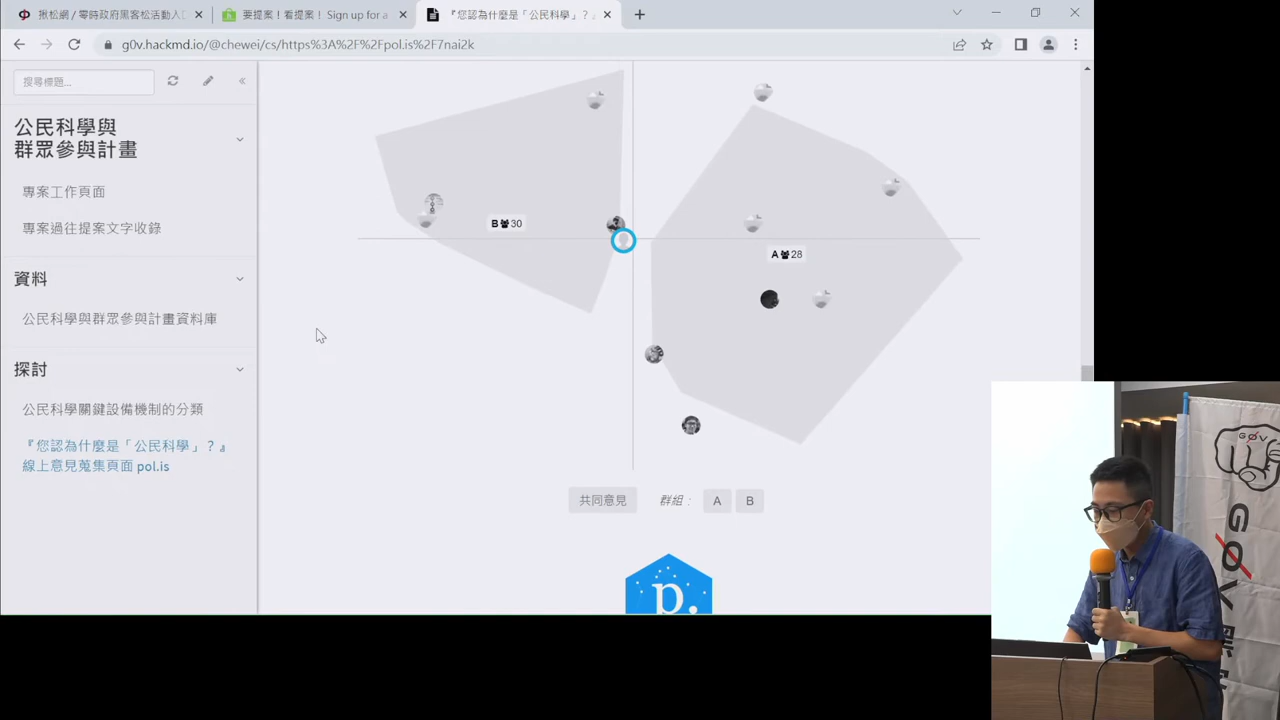 揪松網 / 零時政府黑客松活動人
要提案！看提案！ Sign up for a
『您認為什麼是「公民科學」？』
g0v.hackmd.io/@chewei/cs/https%3A%2F%2Fpol.is%2F7nai2k
搜尋標題...
公民科學與
群眾參與計畫
專案工作頁面
專案過往提案文字收錄
資料
公民科學與群眾參與計畫資料庫
探討
公民科學關鍵設備機制的分類
『您認為什麼是「公民科學」？』
線上意見蒐集頁面 pol.is
B 30
A 28
共同意見
群組：
A
B
p.
GØV
GØV